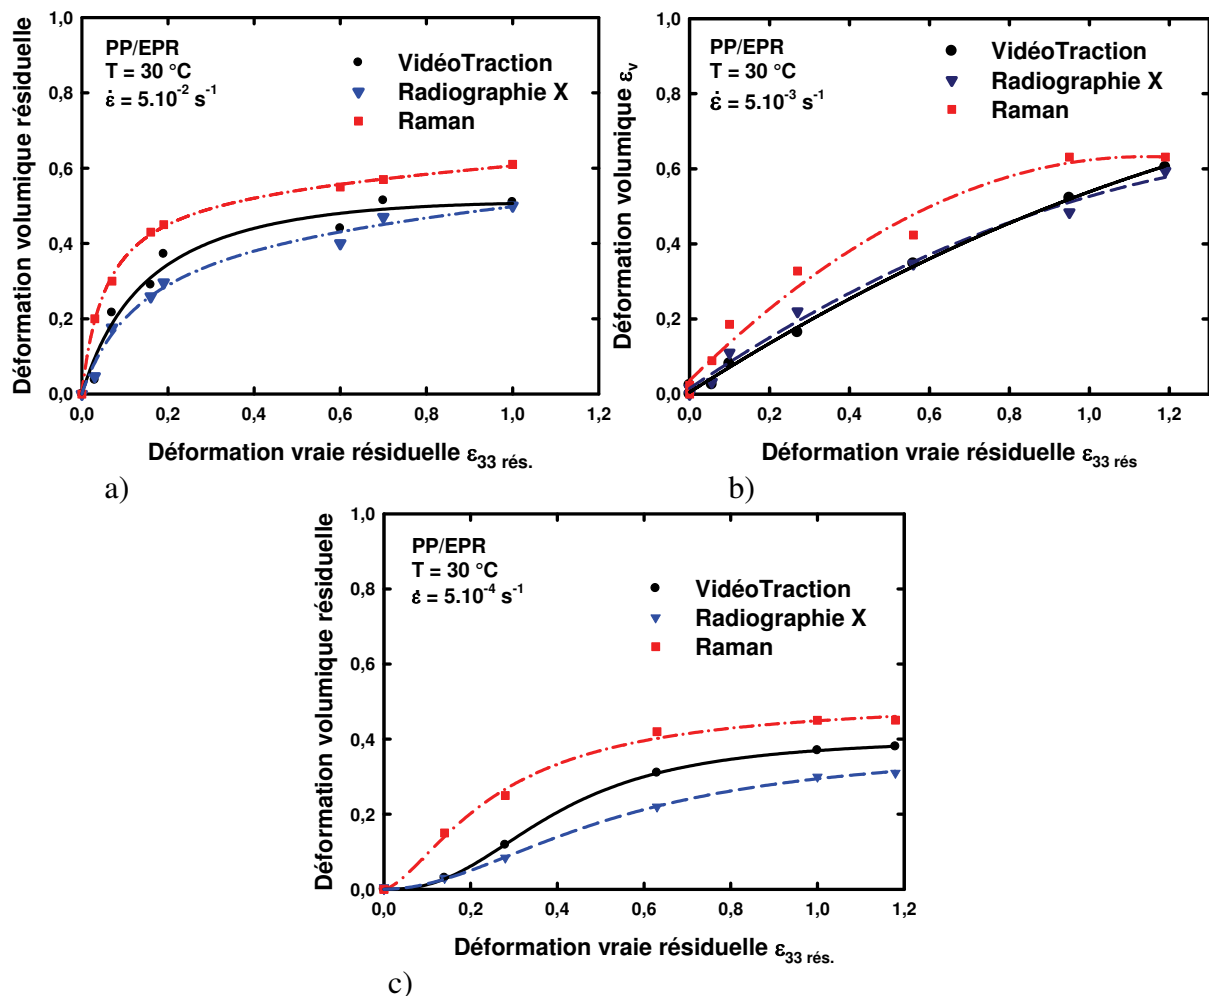 Déformation volumique résiduelle
1,0
0,8
0,6
0,4
0,2
0,0
PP/EPR
T = 30 °C
ε̇ = 5.10⁻² s⁻¹
VidéoTraction
Radiographie X
Raman
0,0 0,2 0,4 0,6 0,8 1,0 1,2
Déformation vraie résiduelle ε33 rés.
a)
Déformation volumique εv
1,0
0,8
0,6
0,4
0,2
0,0
PP/EPR
T = 30 °C
ε̇ = 5.10⁻³ s⁻¹
VidéoTraction
Radiographie X
Raman
0,0 0,2 0,4 0,6 0,8 1,0 1,2
Déformation vraie résiduelle ε33 rés
b)
Déformation volumique résiduelle
1,0
0,8
0,6
0,4
0,2
0,0
PP/EPR
T = 30 °C
ε̇ = 5.10⁻⁴ s⁻¹
VidéoTraction
Radiographie X
Raman
0,0 0,2 0,4 0,6 0,8 1,0 1,2
Déformation vraie résiduelle ε33 rés.
c)